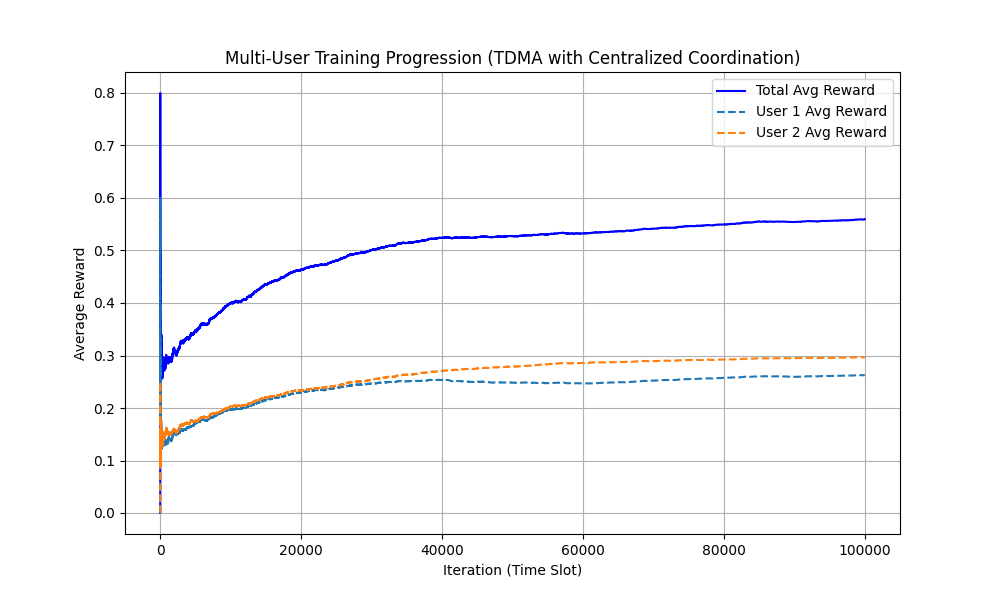 Multi-User Training Progression (TDMA with Centralized Coordination)
Total Avg Reward
User 1 Avg Reward
User 2 Avg Reward
Average Reward
0.8
0.7
0.6
0.5
0.4
0.3
0.2
0.1
0.0
0
20000
40000
60000
80000
100000
Iteration (Time Slot)